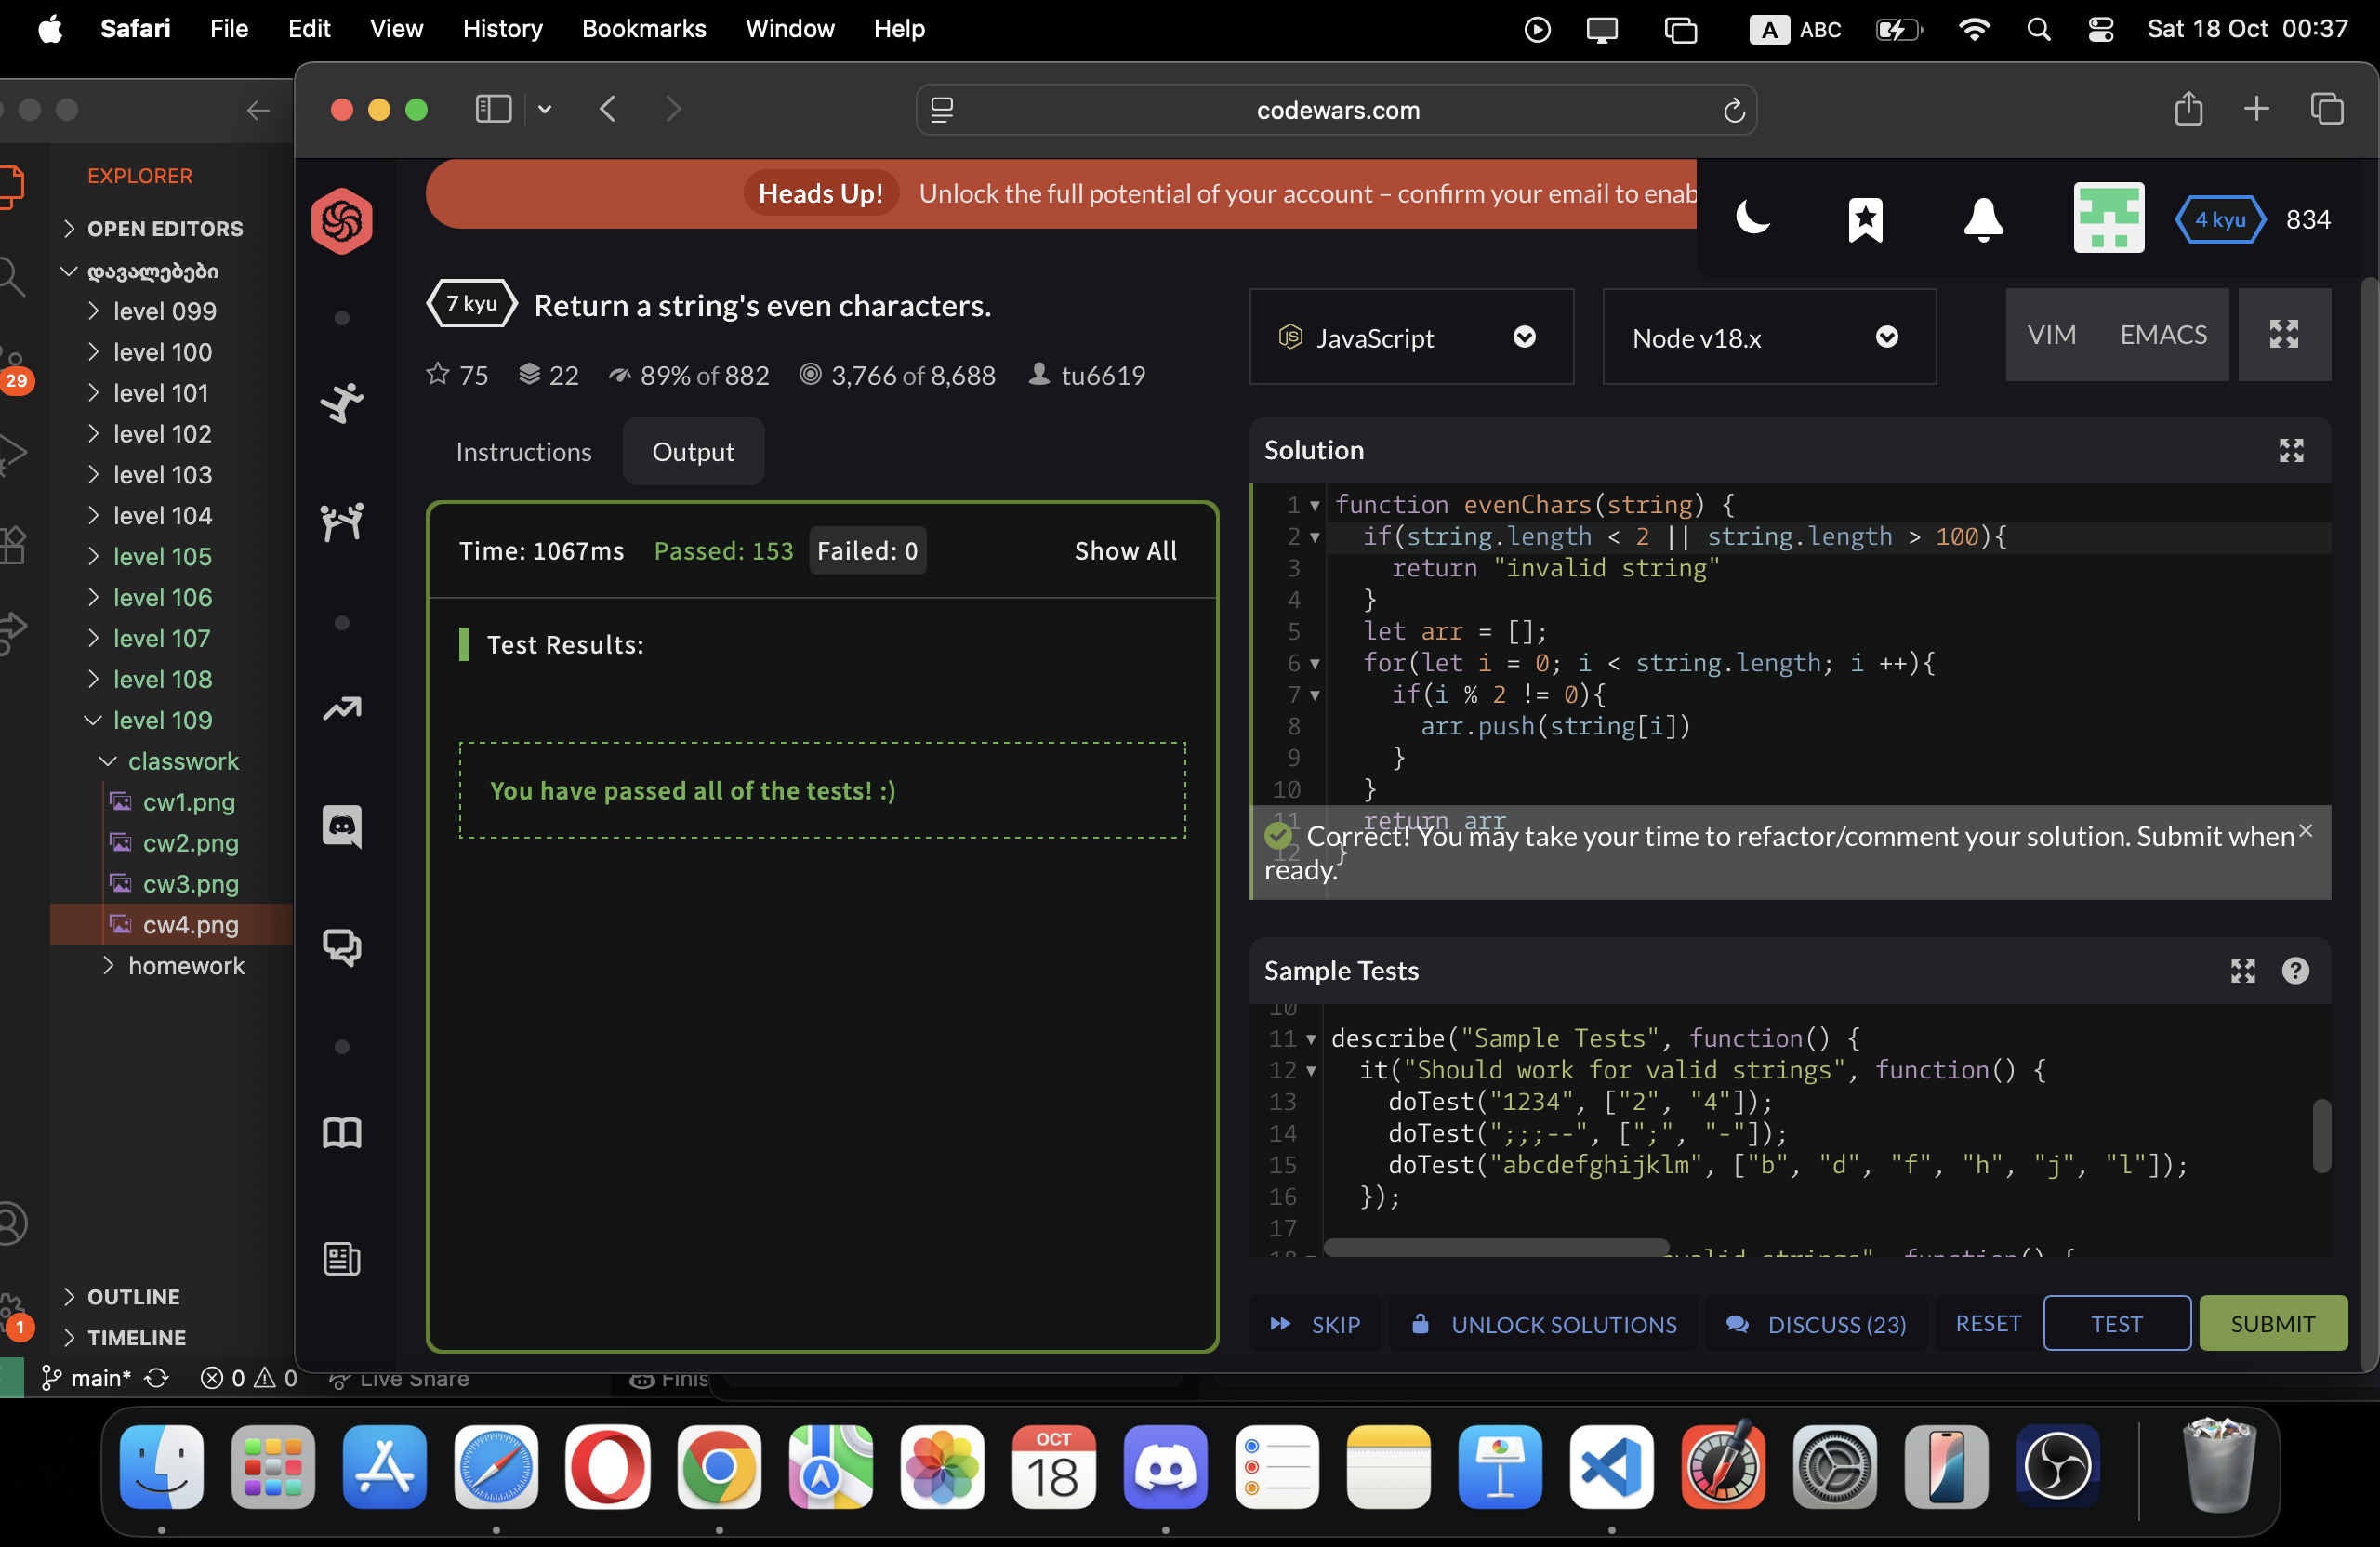 Safari File Edit View History Bookmarks Window Help A ABC Sat 18 Oct 00:37
codewars.com
EXPLORER
OPEN EDITORS
დავალებები
level 099
level 100
level 101
level 102
level 103
level 104
level 105
level 106
level 107
level 108
level 109
classwork
cw1.png
cw2.png
cw3.png
cw4.png
homework
OUTLINE
TIMELINE
29
1
main* 0 0 Live Share Finis
Heads Up! Unlock the full potential of your account – confirm your email to enab
4 kyu 834
7 kyu Return a string's even characters.
75 22 89% of 882 3,766 of 8,688 tu6619
Instructions Output
Time: 1067ms Passed: 153 Failed: 0 Show All
Test Results:
You have passed all of the tests! :)
JS JavaScript Node v18.x VIM EMACS
Solution
1 function evenChars(string) {
2 if(string.length < 2 || string.length > 100){
3 return "invalid string"
4 }
5 let arr = [];
6 for(let i = 0; i < string.length; i ++){
7 if(i % 2 != 0){
8 arr.push(string[i])
9 }
10 }
11 return arr
12 }
Correct! You may take your time to refactor/comment your solution. Submit when
ready.
Sample Tests
10
11 describe("Sample Tests", function() {
12 it("Should work for valid strings", function() {
13 doTest("1234", ["2", "4"]);
14 doTest(";;;--", [";", "-"]);
15 doTest("abcdefghijklm", ["b", "d", "f", "h", "j", "l"]);
16 });
17
18 nvalid strings", function() {
SKIP UNLOCK SOLUTIONS DISCUSS (23) RESET TEST SUBMIT
OCT
18